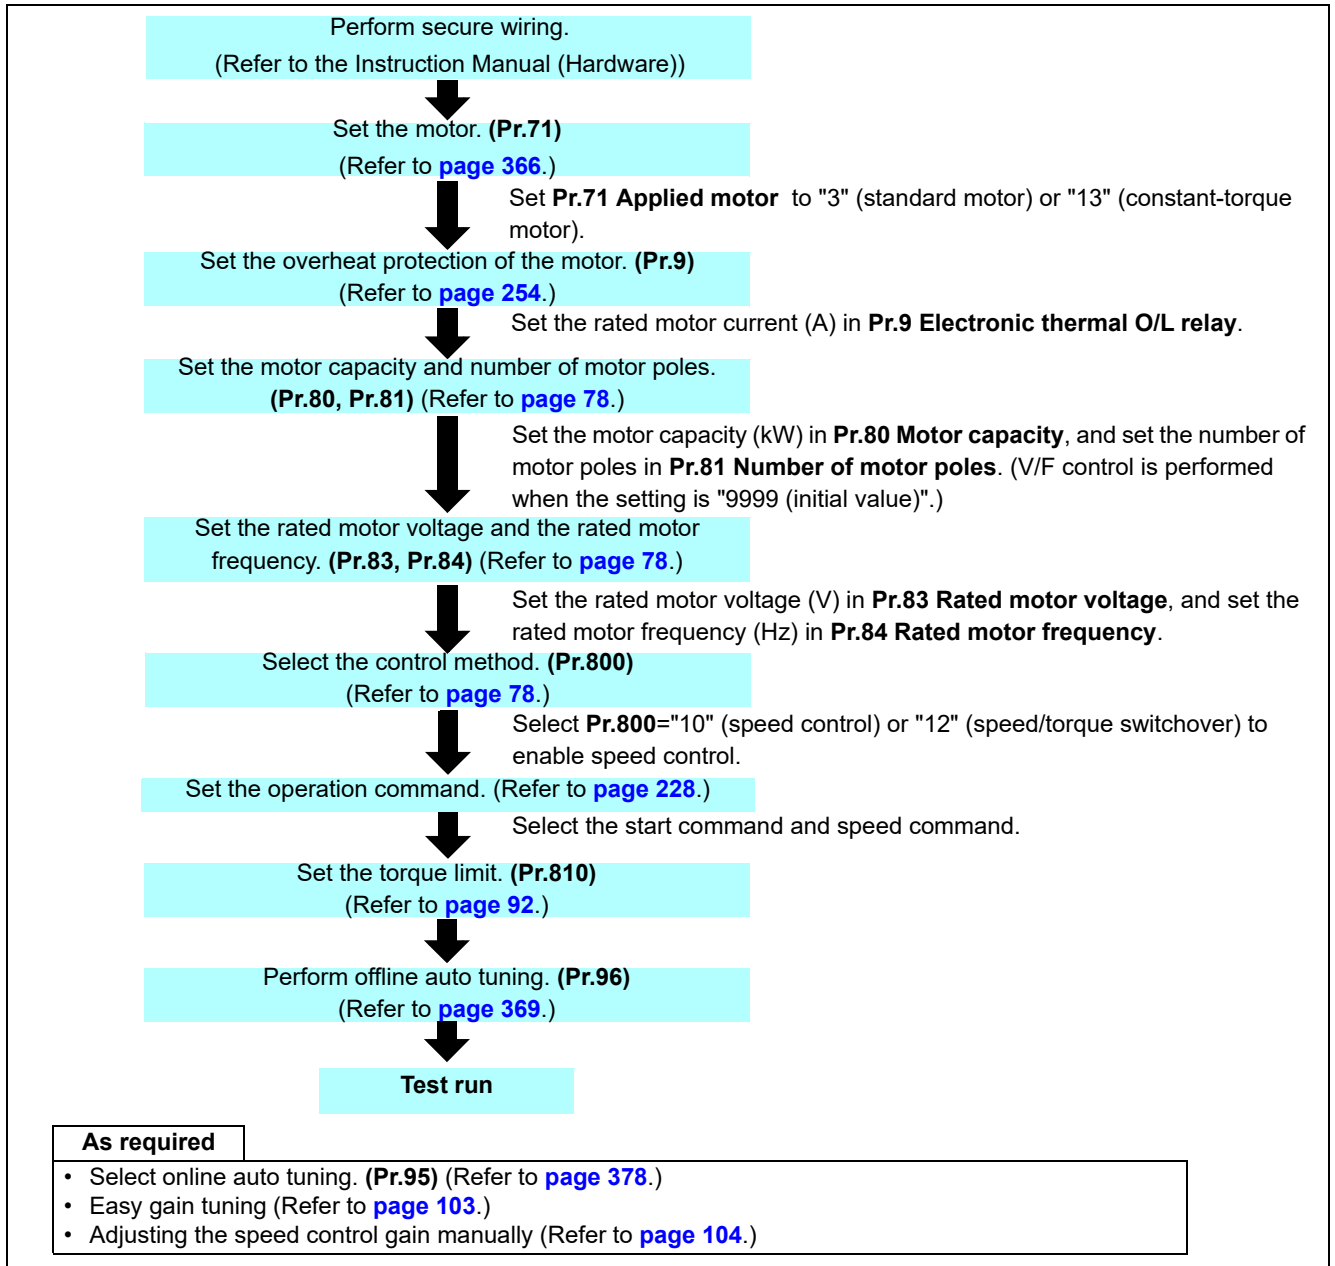 Perform secure wiring.
(Refer to the Instruction Manual (Hardware))
Set the motor. (Pr.71)
(Refer to page 366.)
Set Pr.71 Applied motor to "3" (standard motor) or "13" (constant-torque
motor).
Set the overheat protection of the motor. (Pr.9)
(Refer to page 254.)
Set the rated motor current (A) in Pr.9 Electronic thermal O/L relay.
Set the motor capacity and number of motor poles.
(Pr.80, Pr.81) (Refer to page 78.)
Set the motor capacity (kW) in Pr.80 Motor capacity, and set the number of
motor poles in Pr.81 Number of motor poles. (V/F control is performed
when the setting is "9999 (initial value)".)
Set the rated motor voltage and the rated motor
frequency. (Pr.83, Pr.84) (Refer to page 78.)
Set the rated motor voltage (V) in Pr.83 Rated motor voltage, and set the
rated motor frequency (Hz) in Pr.84 Rated motor frequency.
Select the control method. (Pr.800)
(Refer to page 78.)
Select Pr.800="10" (speed control) or "12" (speed/torque switchover) to
enable speed control.
Set the operation command. (Refer to page 228.)
Select the start command and speed command.
Set the torque limit. (Pr.810)
(Refer to page 92.)
Perform offline auto tuning. (Pr.96)
(Refer to page 369.)
Test run
As required
• Select online auto tuning. (Pr.95) (Refer to page 378.)
• Easy gain tuning (Refer to page 103.)
• Adjusting the speed control gain manually (Refer to page 104.)